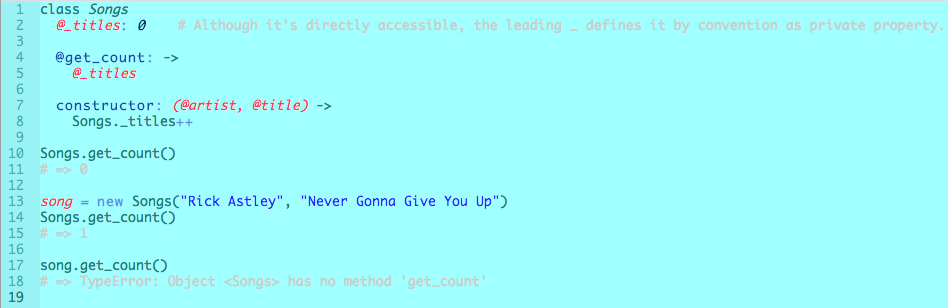 1 class Songs
2   @_titles: 0    # Although it's directly accessible, the leading _ defines it by convention as private property.
3
4   @get_count: ->
5     @_titles
6
7   constructor: (@artist, @title) ->
8     Songs._titles++
9
10 Songs.get_count()
11 # => 0
12
13 song = new Songs("Rick Astley", "Never Gonna Give You Up")
14 Songs.get_count()
15 # => 1
16
17 song.get_count()
18 # => TypeError: Object <Songs> has no method 'get_count'
19